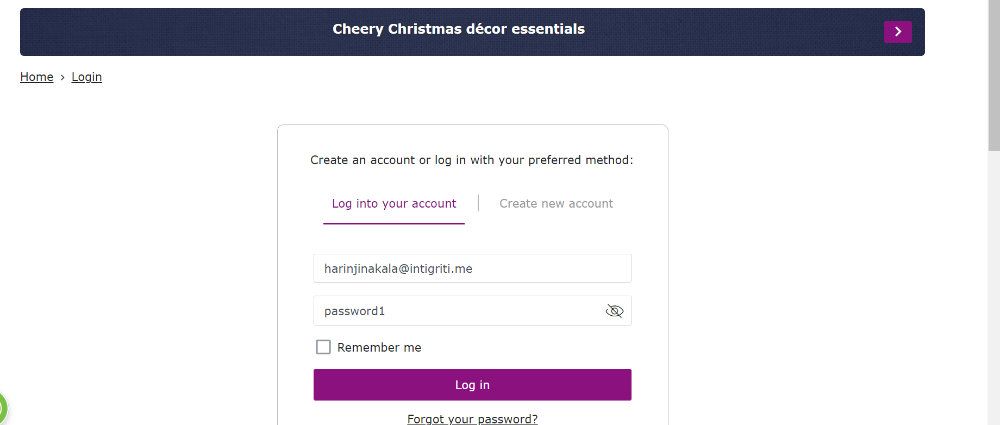 Cheery Christmas décor essentials
Home > Login
Create an account or log in with your preferred method:
Log into your account | Create new account
harinjinakala@intigriti.me
password1
Remember me
Log in
Forgot your password?